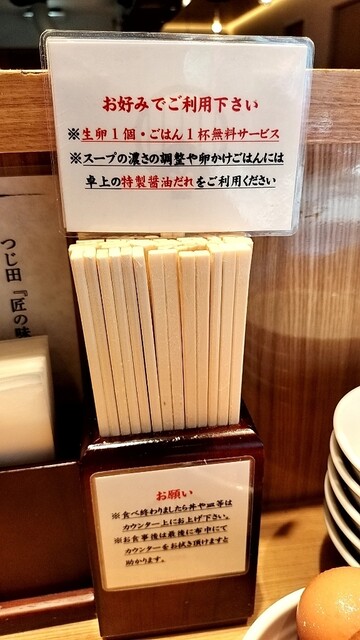 お好みでご利用下さい
※生卵１個・ごはん１杯無料サービス
※スープの濃さの調整や卵かけごはんには
卓上の特製醤油だれをご利用ください
つじ田『匠の味
お願い
※食べ終わりましたら丼や皿等は
カウンター上にお上げ下さい。
※お食事後は最後に布巾にて
カウンターをお拭き頂けますと
助かります。